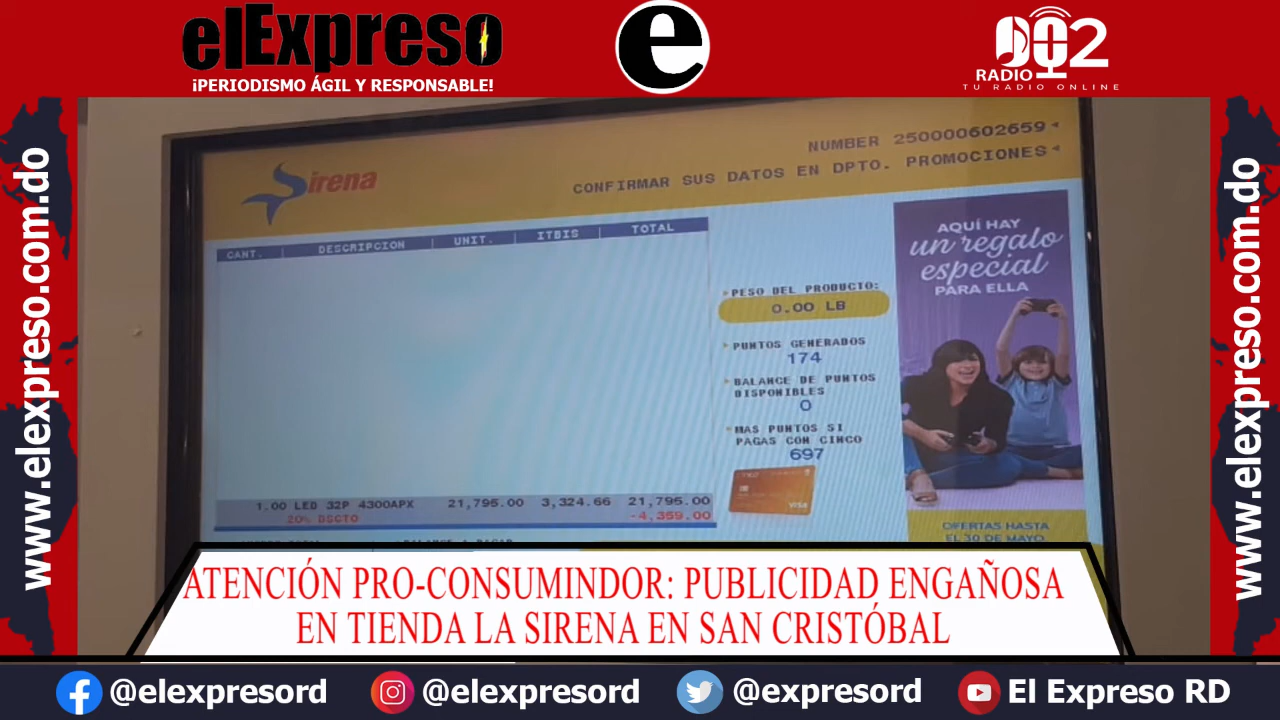 elExpreso
¡PERIODISMO ÁGIL Y RESPONSABLE!
e
002
RADIO
TU RADIO ONLINE
www.elexpreso.com.do
www.elexpreso.com.do
Sirena
NUMBER 250000602659
CONFIRMAR SUS DATOS EN DPTO. PROMOCIONES
CANT. | DESCRIPCION | UNIT. | ITBIS | TOTAL
PESO DEL PRODUCTO:
0.00 LB
PUNTOS GENERADOS
174
BALANCE DE PUNTOS
DISPONIBLES
0
MAS PUNTOS SI
PAGAS CON CINCO
697
VISA
AQUÍ HAY
un regalo
especial
PARA ELLA
OFERTAS HASTA
EL 30 DE MAYO
1.00 LED 32P 4300APX 21,795.00 3,324.66 21,795.00
20% DSCTO -4,359.00
ATENCIÓN PRO-CONSUMINDOR: PUBLICIDAD ENGAÑOSA
EN TIENDA LA SIRENA EN SAN CRISTÓBAL
@elexpresord
@elexpresord
@expresord
El Expreso RD